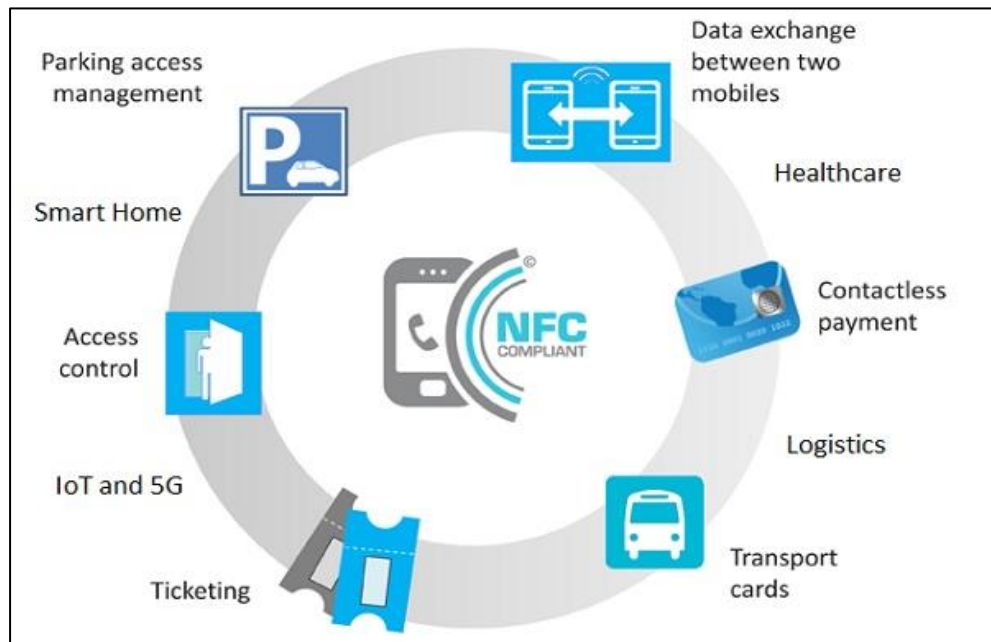 Parking access
management
Data exchange
between two
mobiles
P
Healthcare
Smart Home
©
NFC
COMPLIANT
Contactless
payment
Access
control
Logistics
IoT and 5G
Transport
cards
Ticketing